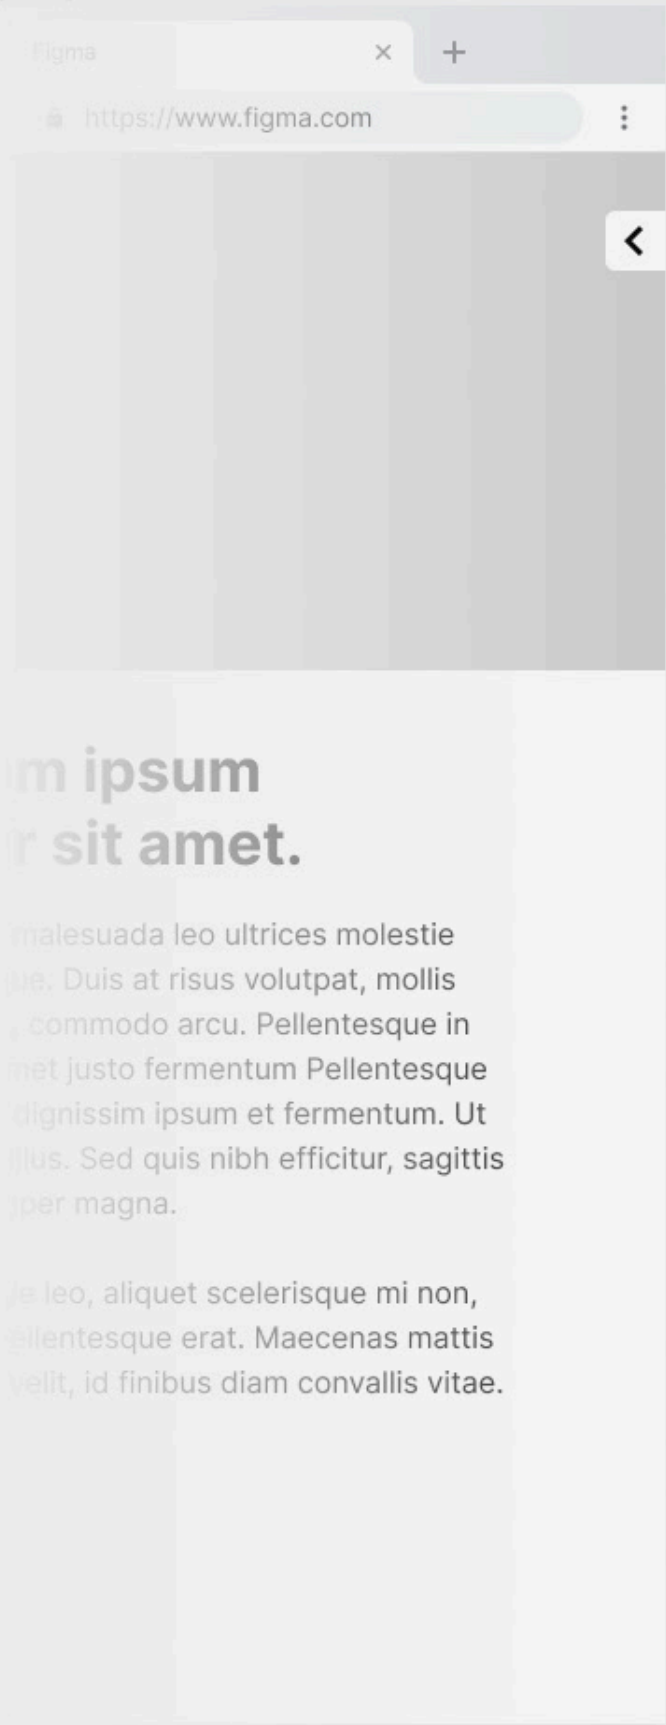 Figma
https://www.figma.com
ipsum
sit amet.
malesuada leo ultrices molestie
Duis at risus volutpat, mollis
commodo arcu. Pellentesque in
justo fermentum Pellentesque
dignissim ipsum et fermentum. Ut
Sed quis nibh efficitur, sagittis
magna.
leo, aliquet scelerisque mi non,
erat. Maecenas mattis
velit, id finibus diam convallis vitae.